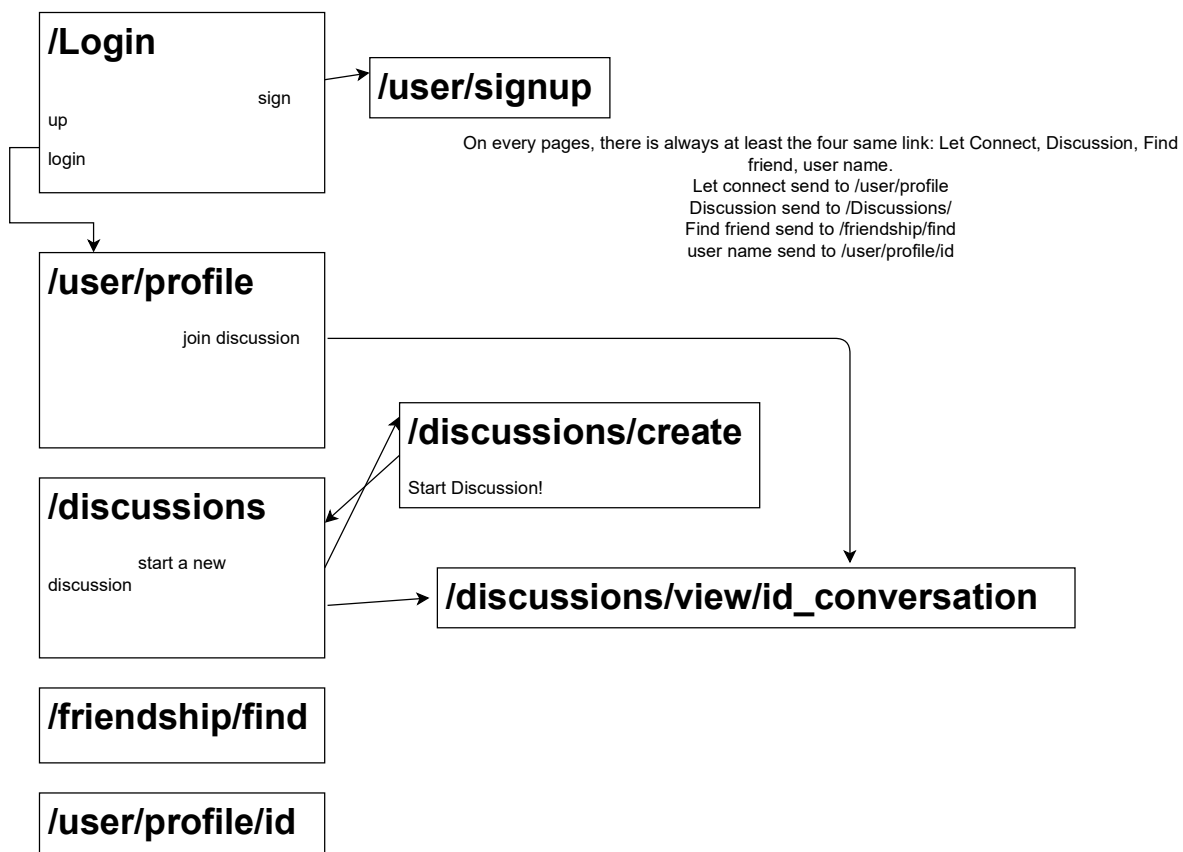 /Login
sign
up
login
/user/signup
On every pages, there is always at least the four same link: Let Connect, Discussion, Find
friend, user name.
Let connect send to /user/profile
Discussion send to /Discussions/
Find friend send to /friendship/find
user name send to /user/profile/id
/user/profile
join discussion
/discussions/create
Start Discussion!
/discussions
start a new
discussion
/discussions/view/id_conversation
/friendship/find
/user/profile/id